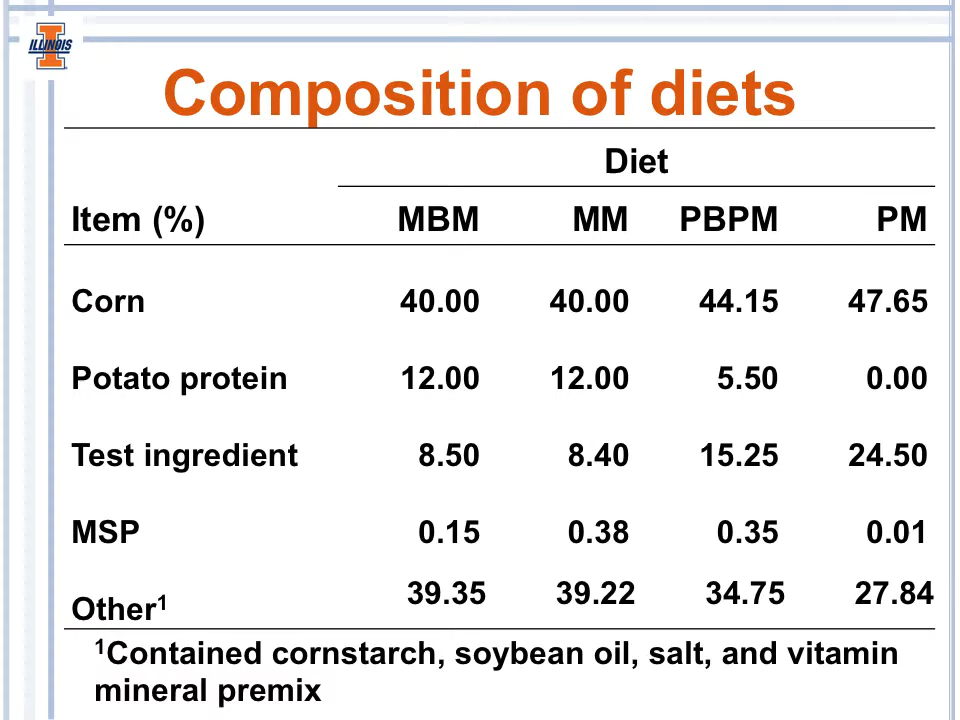 ILLINOIS
Composition of diets
Diet
Item (%) MBM MM PBPM PM
Corn 40.00 40.00 44.15 47.65
Potato protein 12.00 12.00 5.50 0.00
Test ingredient 8.50 8.40 15.25 24.50
MSP 0.15 0.38 0.35 0.01
Other¹ 39.35 39.22 34.75 27.84
¹Contained cornstarch, soybean oil, salt, and vitamin
mineral premix